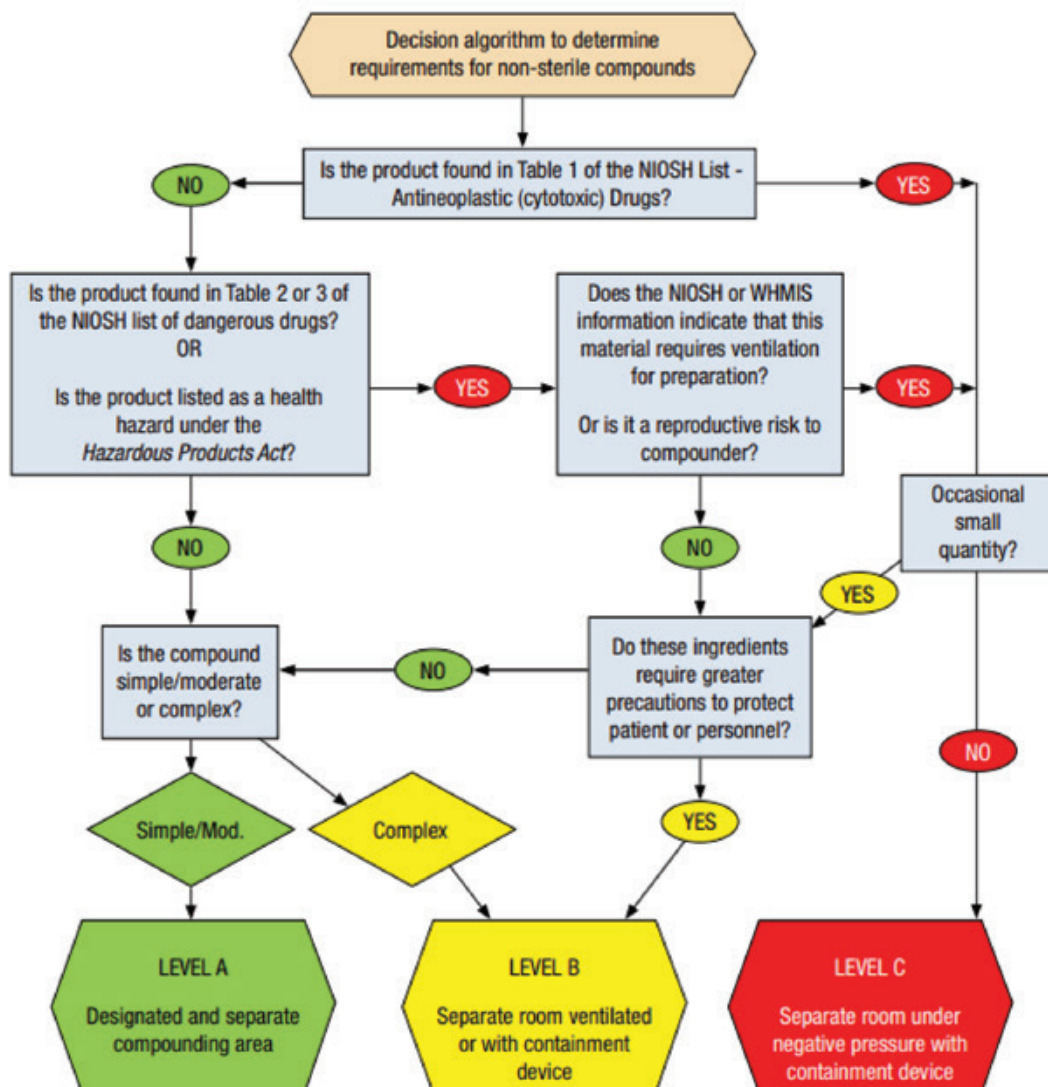 Decision algorithm to determine
requirements for non-sterile compounds
Is the product found in Table 1 of the NIOSH List -
Antineoplastic (cytotoxic) Drugs?
NO
YES
Is the product found in Table 2 or 3 of
the NIOSH list of dangerous drugs?
OR
Is the product listed as a health
hazard under the
Hazardous Products Act?
YES
Does the NIOSH or WHMIS
information indicate that this
material requires ventilation
for preparation?
Or is it a reproductive risk to
compounder?
YES
Occasional
small
quantity?
NO
NO
YES
Is the compound
simple/moderate
or complex?
NO
Do these ingredients
require greater
precautions to protect
patient or personnel?
NO
Simple/Mod.
Complex
YES
LEVEL A
Designated and separate
compounding area
LEVEL B
Separate room ventilated
or with containment
device
LEVEL C
Separate room under
negative pressure with
containment device